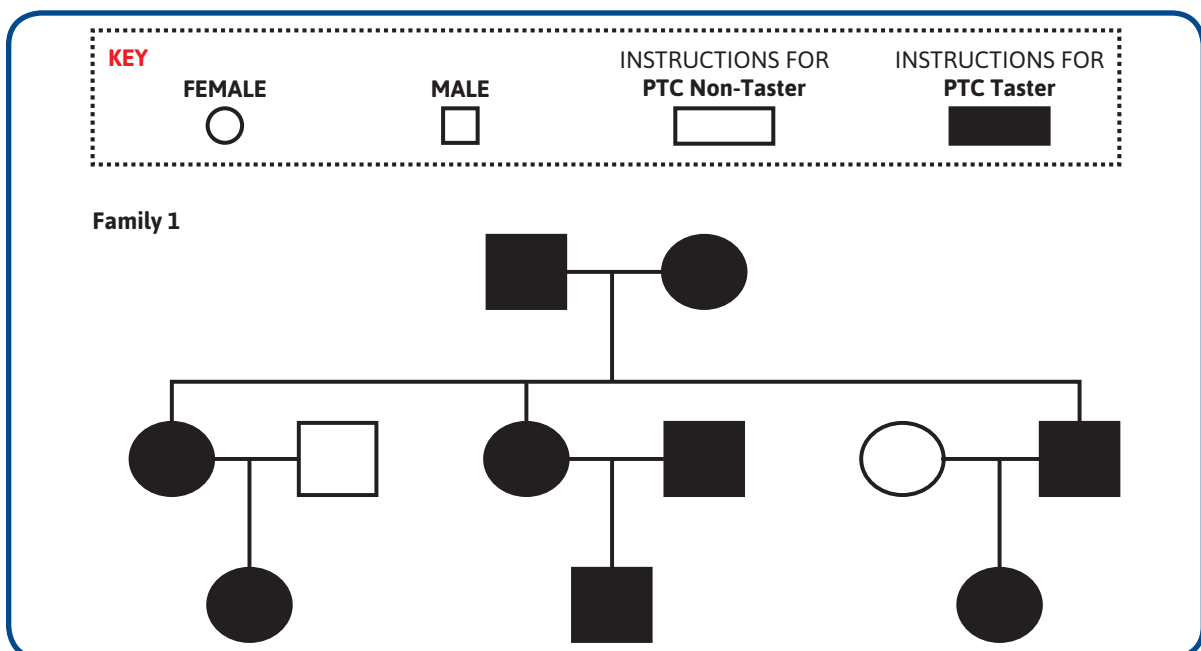 KEY
FEMALE
MALE
INSTRUCTIONS FOR
PTC Non-Taster
INSTRUCTIONS FOR
PTC Taster
Family 1